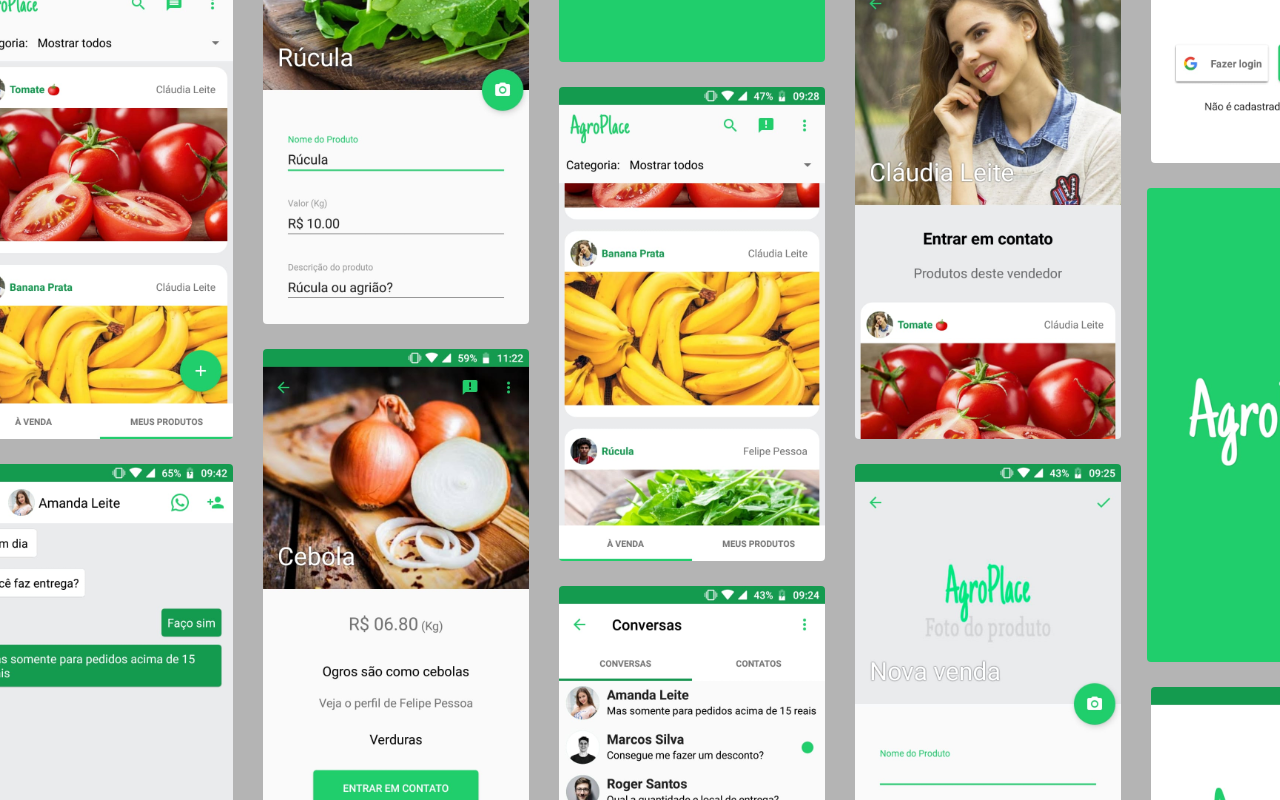 AgroPlace
goria: Mostrar todos
Tomate 🍅 Cláudia Leite
Banana Prata Cláudia Leite
+
À VENDA MEUS PRODUTOS
65% 09:42
Amanda Leite
m dia
cê faz entrega?
Faço sim
as somente para pedidos acima de 15
is
Rúcula
Nome do Produto
Rúcula
Valor (Kg)
R$ 10.00
Descrição do produto
Rúcula ou agrião?
59% 11:22
Cebola
R$ 06.80 (Kg)
Ogros são como cebolas
Veja o perfil de Felipe Pessoa
Verduras
ENTRAR EM CONTATO
47% 09:28
AgroPlace
Categoria: Mostrar todos
Banana Prata Cláudia Leite
Rúcula Felipe Pessoa
À VENDA MEUS PRODUTOS
43% 09:24
Conversas
CONVERSAS CONTATOS
Amanda Leite
Mas somente para pedidos acima de 15 reais
Marcos Silva
Consegue me fazer um desconto?
Roger Santos
Qual a quantidade e local de entrega?
Cláudia Leite
Entrar em contato
Produtos deste vendedor
Tomate 🍅 Cláudia Leite
43% 09:25
AgroPlace
Foto do produto
Nova venda
Nome do Produto
G Fazer login
Não é cadastrad
Agro